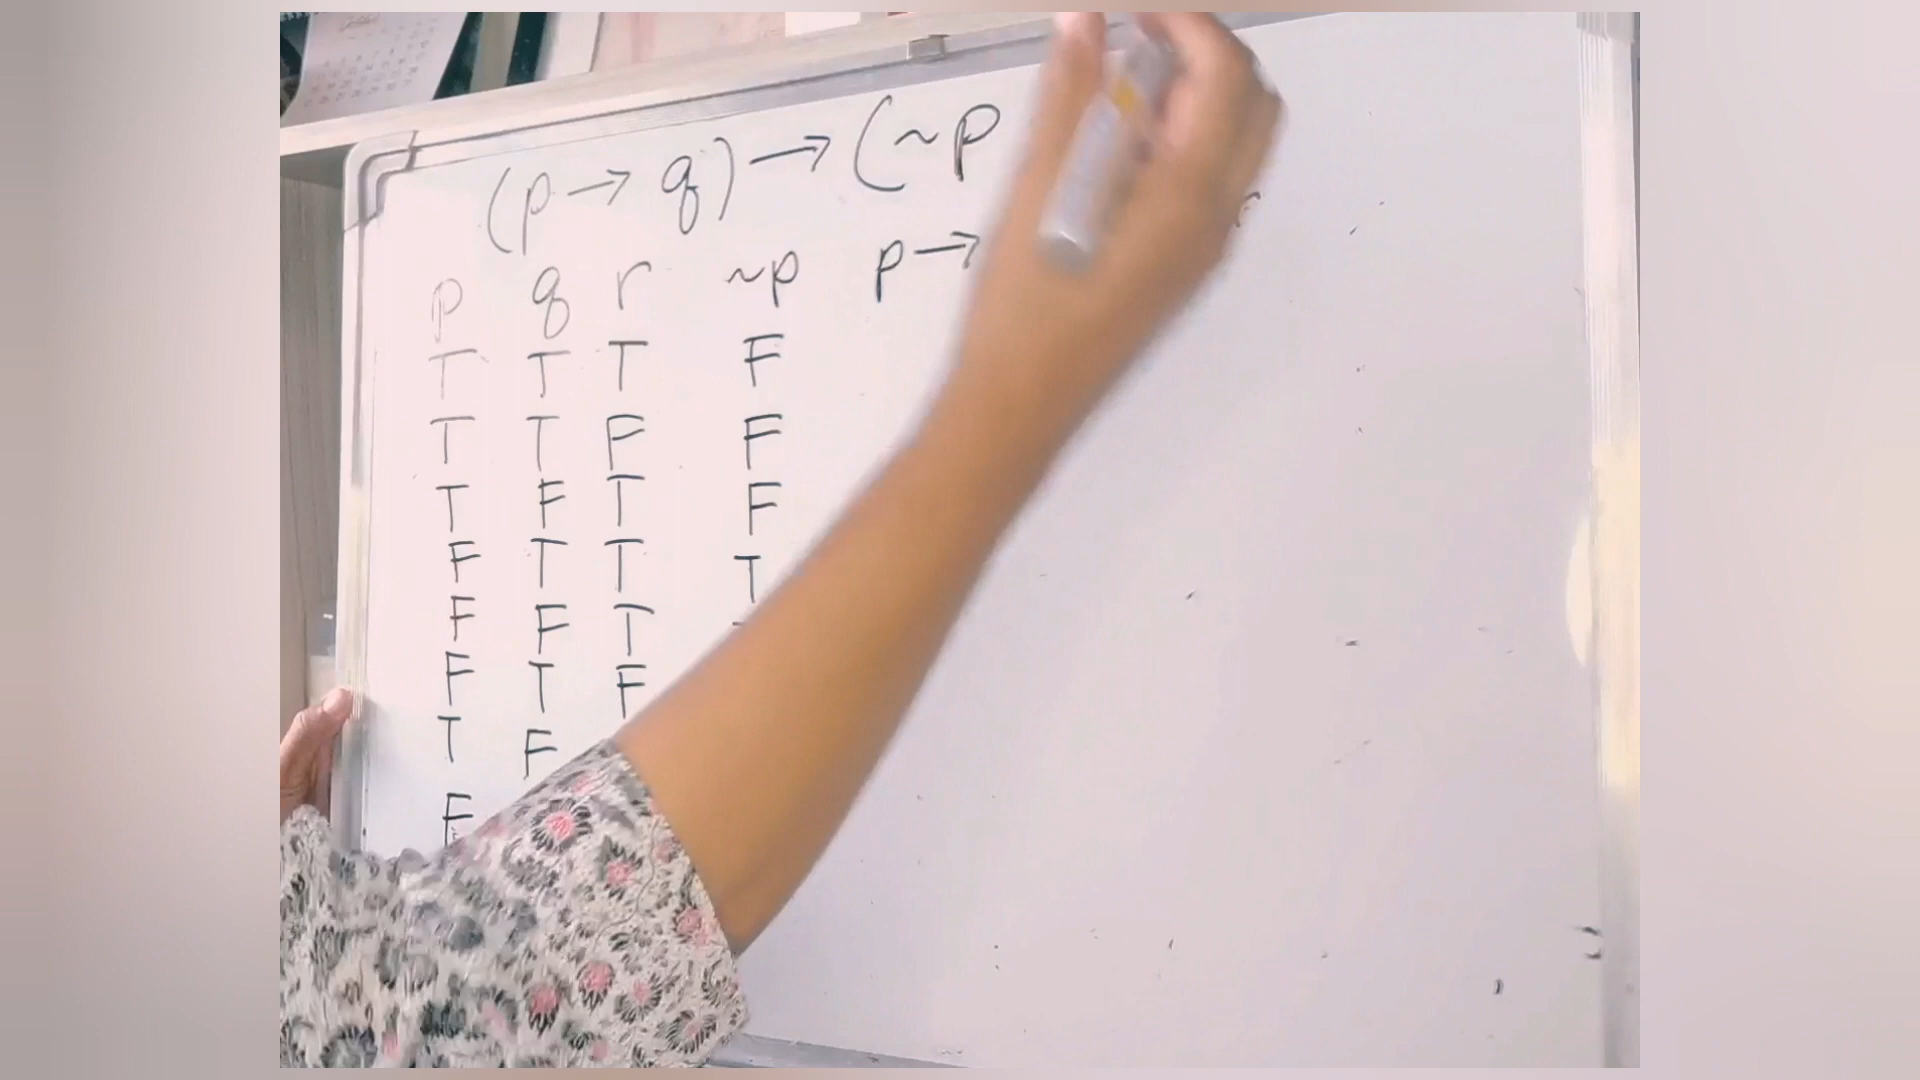 (p → q) → (~p
p q r ~p p →
T T T F
T T F F
T F T F
F T T T
F F T
F T F
T F
F